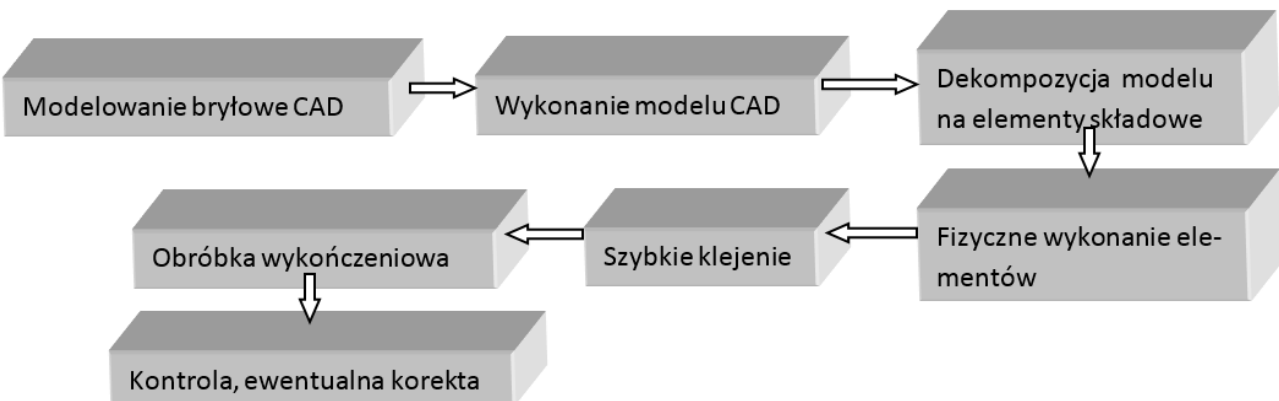 Modelowanie bryłowe CAD
Wykonanie modelu CAD
Dekompozycja modelu
na elementy składowe
Fizyczne wykonanie ele-
mentów
Szybkie klejenie
Obróbka wykończeniowa
Kontrola, ewentualna korekta